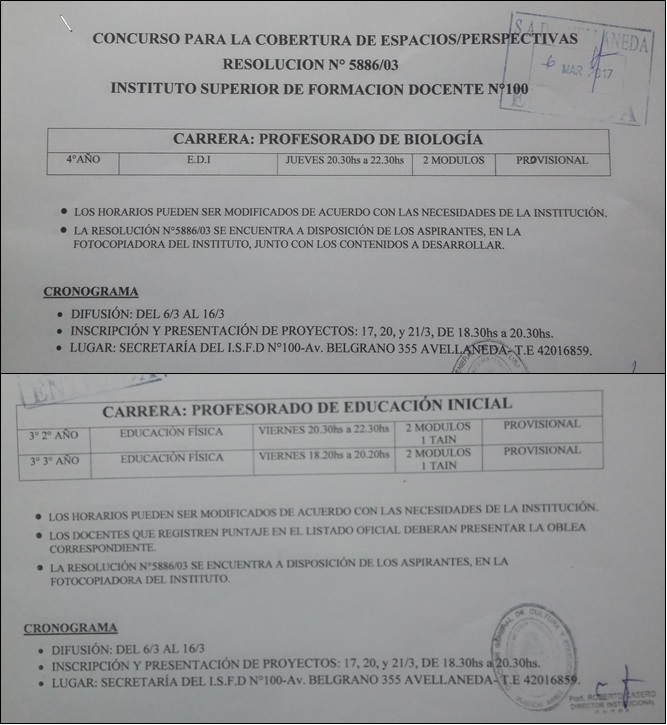 CONCURSO PARA LA COBERTURA DE ESPACIOS/PERSPECTIVAS
RESOLUCION N° 5886/03
INSTITUTO SUPERIOR DE FORMACION DOCENTE N°100
6 MAR 2017
CARRERA: PROFESORADO DE BIOLOGÍA
4°AÑO E.D.I JUEVES 20.30hs a 22.30hs 2 MODULOS PROVISIONAL
• LOS HORARIOS PUEDEN SER MODIFICADOS DE ACUERDO CON LAS NECESIDADES DE LA INSTITUCIÓN.
• LA RESOLUCIÓN N°5886/03 SE ENCUENTRA A DISPOSICIÓN DE LOS ASPIRANTES, EN LA
FOTOCOPIADORA DEL INSTITUTO, JUNTO CON LOS CONTENIDOS A DESARROLLAR.
CRONOGRAMA
• DIFUSIÓN: DEL 6/3 AL 16/3
• INSCRIPCIÓN Y PRESENTACIÓN DE PROYECTOS: 17, 20, y 21/3, DE 18.30hs a 20.30hs.
• LUGAR: SECRETARÍA DEL I.S.F.D N°100-Av. BELGRANO 355 AVELLANEDA- T.E 42016859.
CARRERA: PROFESORADO DE EDUCACIÓN INICIAL
3° 2° AÑO EDUCACIÓN FÍSICA VIERNES 20.30hs a 22.30hs 2 MODULOS PROVISIONAL
1 TAIN
3° 3° AÑO EDUCACIÓN FÍSICA VIERNES 18.20hs a 20.20hs 2 MODULOS PROVISIONAL
1 TAIN
• LOS HORARIOS PUEDEN SER MODIFICADOS DE ACUERDO CON LAS NECESIDADES DE LA INSTITUCIÓN.
• LOS DOCENTES QUE REGISTREN PUNTAJE EN EL LISTADO OFICIAL DEBERAN PRESENTAR LA OBLEA
CORRESPONDIENTE.
• LA RESOLUCIÓN N°5886/03 SE ENCUENTRA A DISPOSICIÓN DE LOS ASPIRANTES, EN LA
FOTOCOPIADORA DEL INSTITUTO.
CRONOGRAMA
• DIFUSIÓN: DEL 6/3 AL 16/3
• INSCRIPCIÓN Y PRESENTACIÓN DE PROYECTOS: 17, 20, y 21/3, DE 18.30hs a 20.30hs.
• LUGAR: SECRETARÍA DEL I.S.F.D N°100-Av. BELGRANO 355 AVELLANEDA- T.E 42016859.
Prof. ROBERTO CASERO
DIRECTOR INSTITUCIONAL